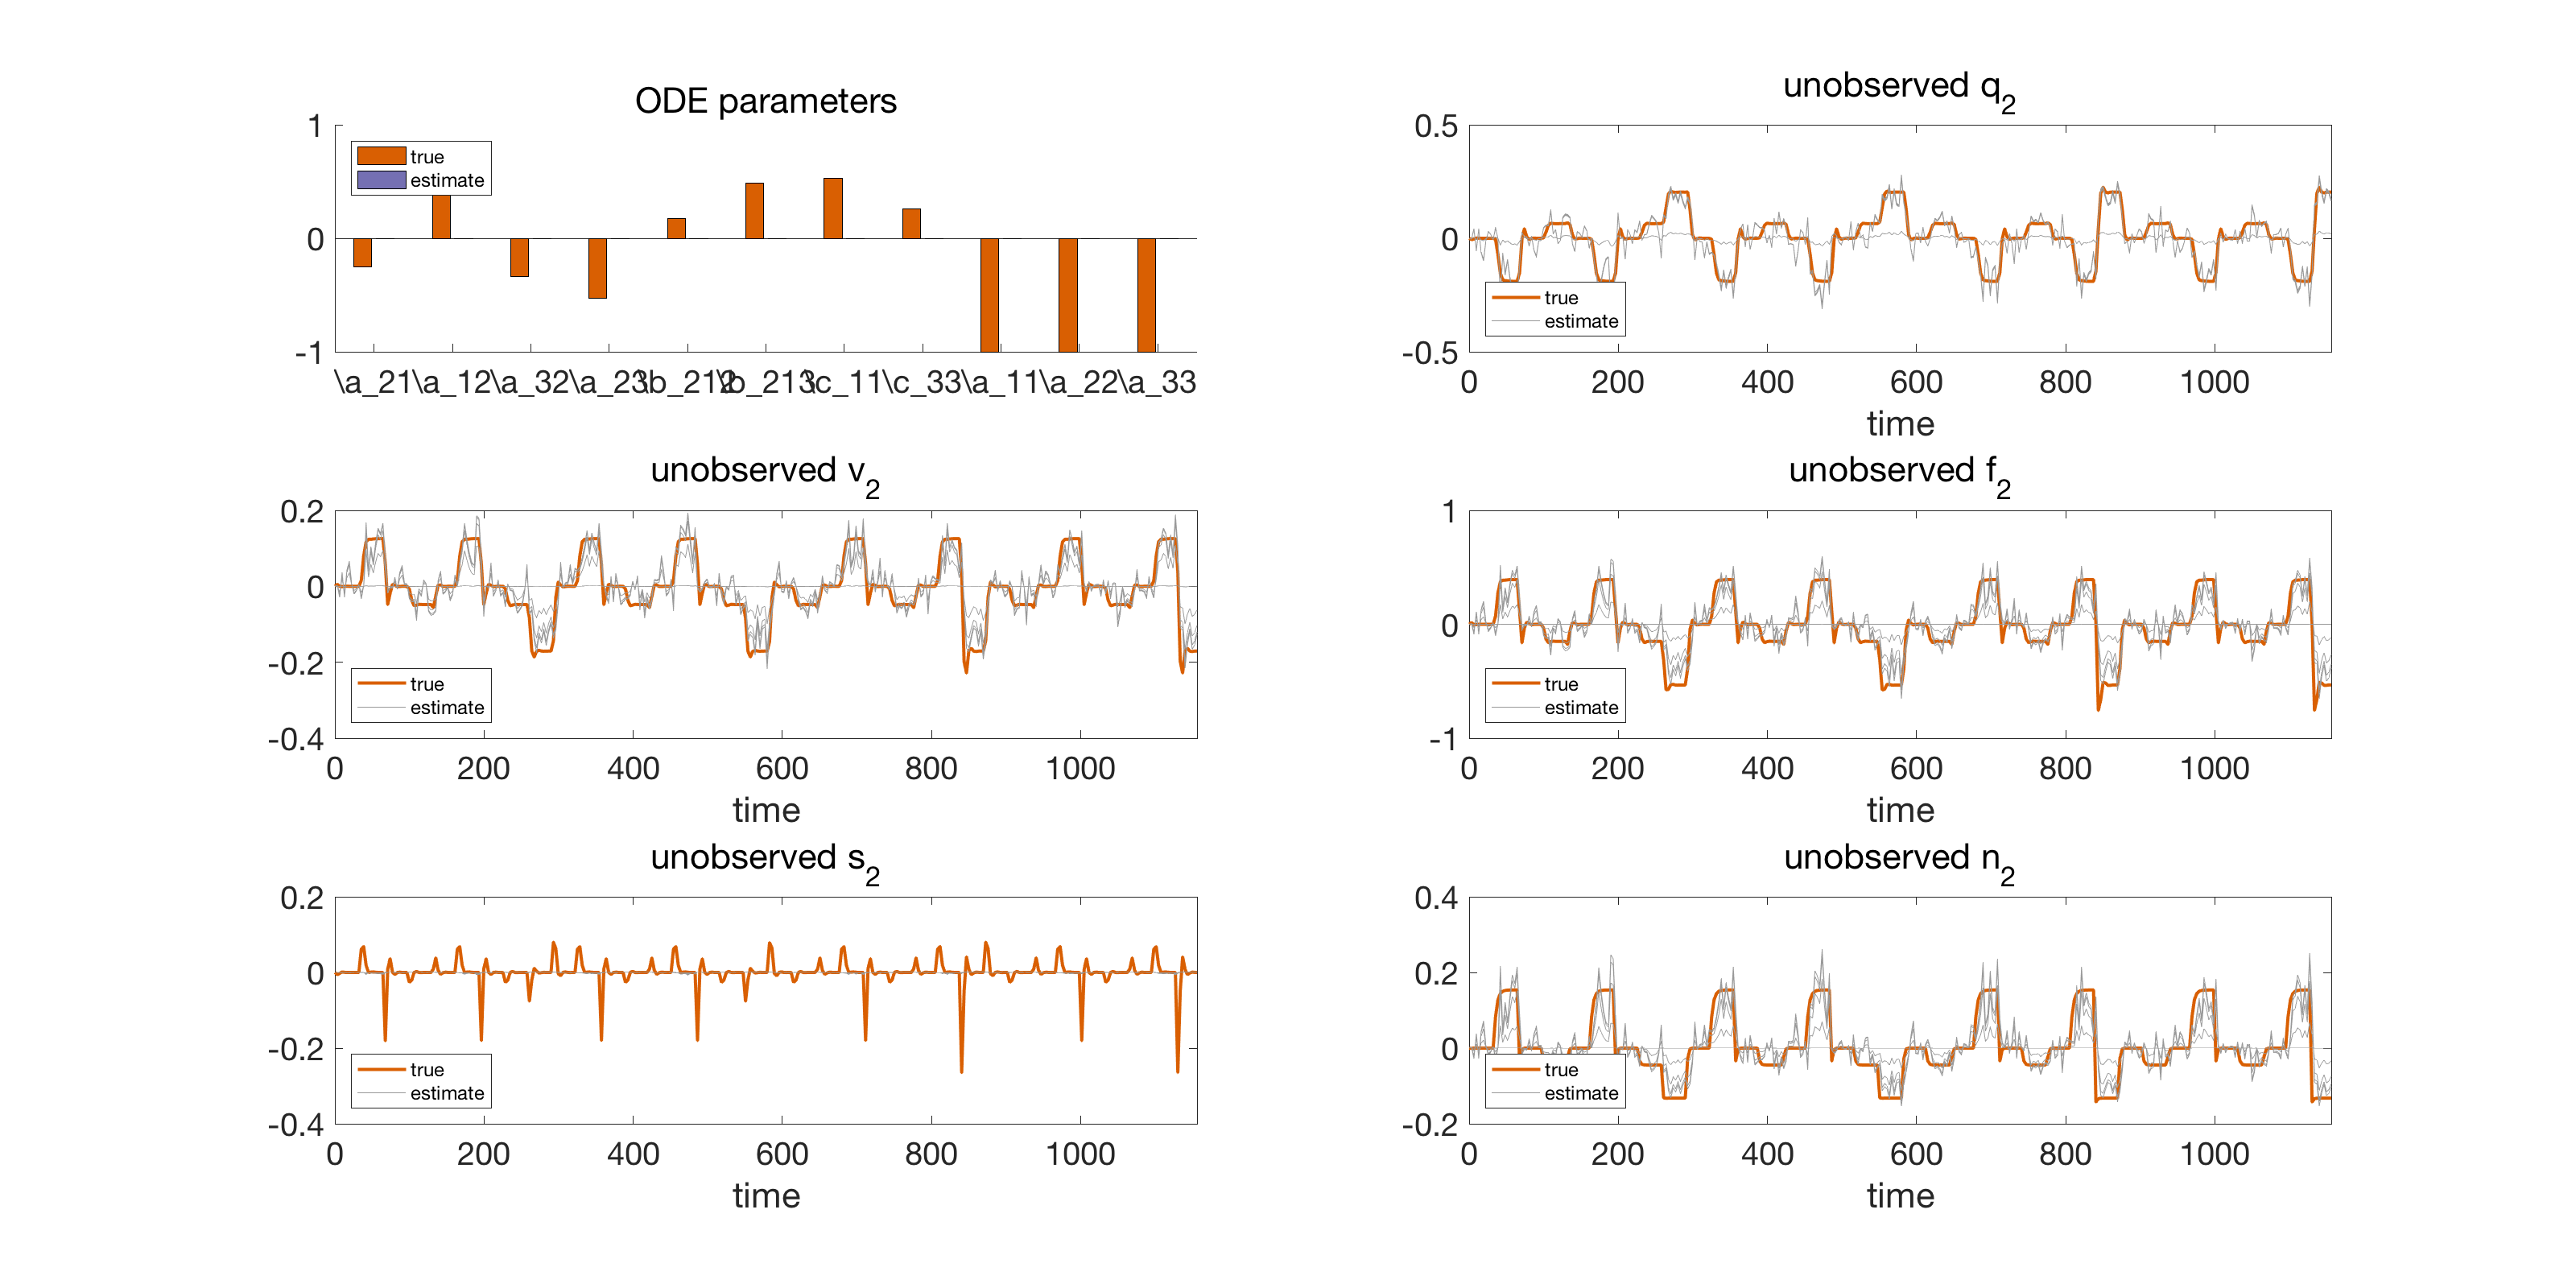 ODE parameters
1
0
-1
true
estimate
\a_21 \a_12 \a_32 \a_23 \b_212 \b_213 \c_11 \c_33 \a_11 \a_22 \a_33
unobserved q2
0.5
0
-0.5
true
estimate
0 200 400 600 800 1000
time
unobserved v2
0.2
0
-0.2
-0.4
true
estimate
0 200 400 600 800 1000
time
unobserved f2
1
0
-1
true
estimate
0 200 400 600 800 1000
time
unobserved s2
0.2
0
-0.2
-0.4
true
estimate
0 200 400 600 800 1000
time
unobserved n2
0.4
0.2
0
-0.2
true
estimate
0 200 400 600 800 1000
time